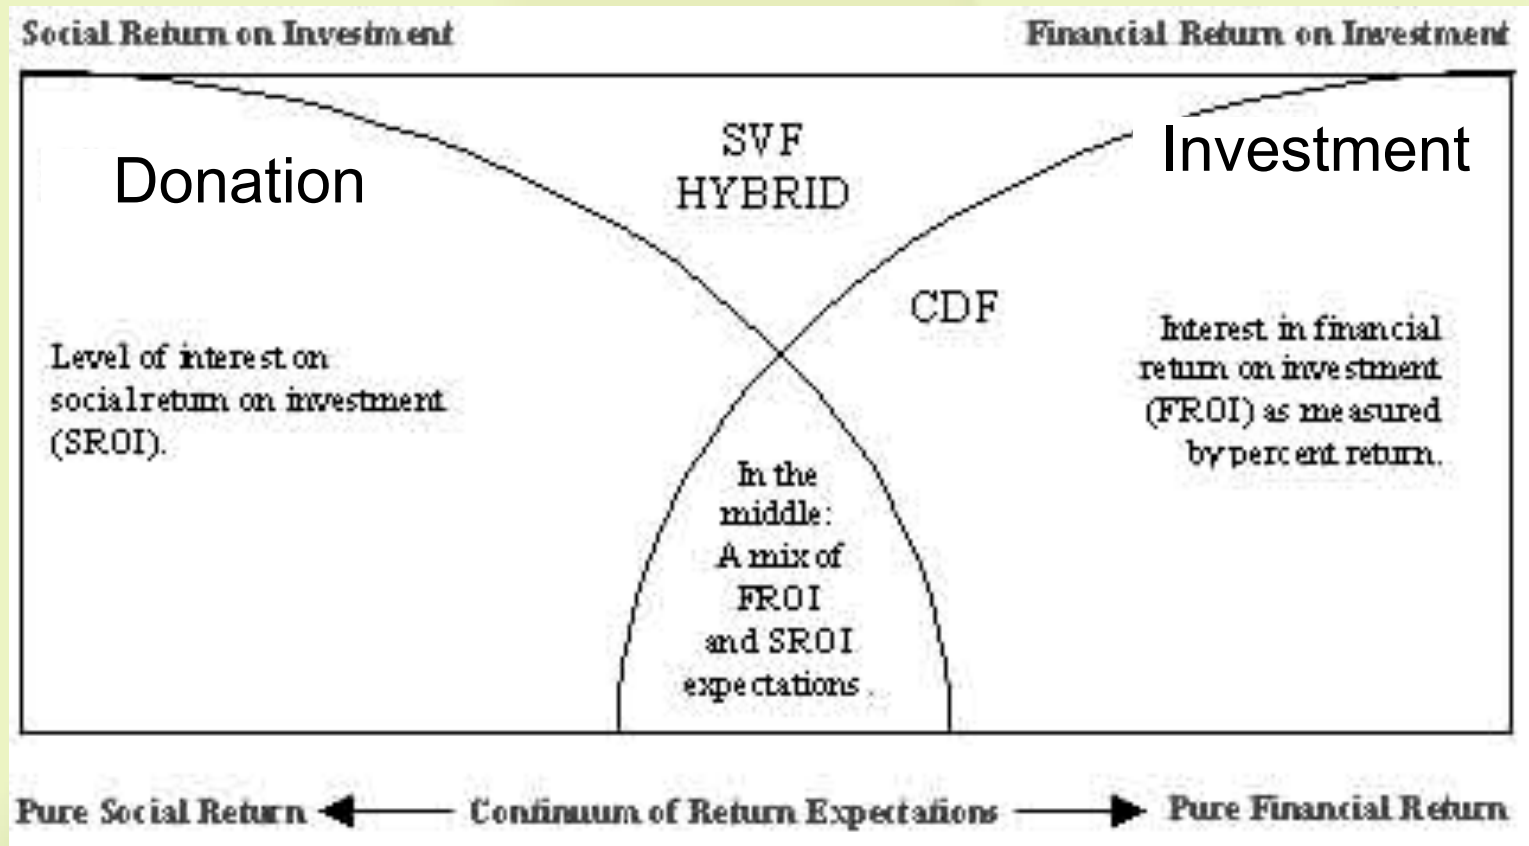 Social Return on Investment
Financial Return on Investment
Donation
SVF
HYBRID
Investment
CDF
Level of interest on
social return on investment
(SROI).
Interest in financial
return on investment
(FROI) as measured
by percent return.
In the
middle:
A mix of
FROI
and SROI
expectations.
Pure Social Return
Continuum of Return Expectations
Pure Financial Return